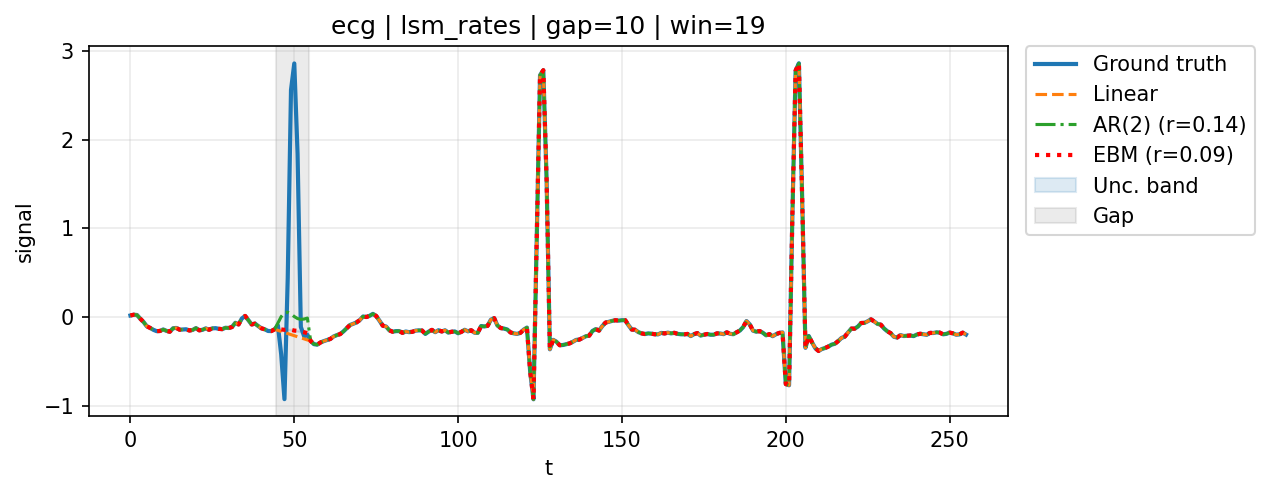 ecg | lsm_rates | gap=10 | win=19
3
2
1
0
−1
signal
0
50
100
150
200
250
t
Ground truth
Linear
AR(2) (r=0.14)
EBM (r=0.09)
Unc. band
Gap